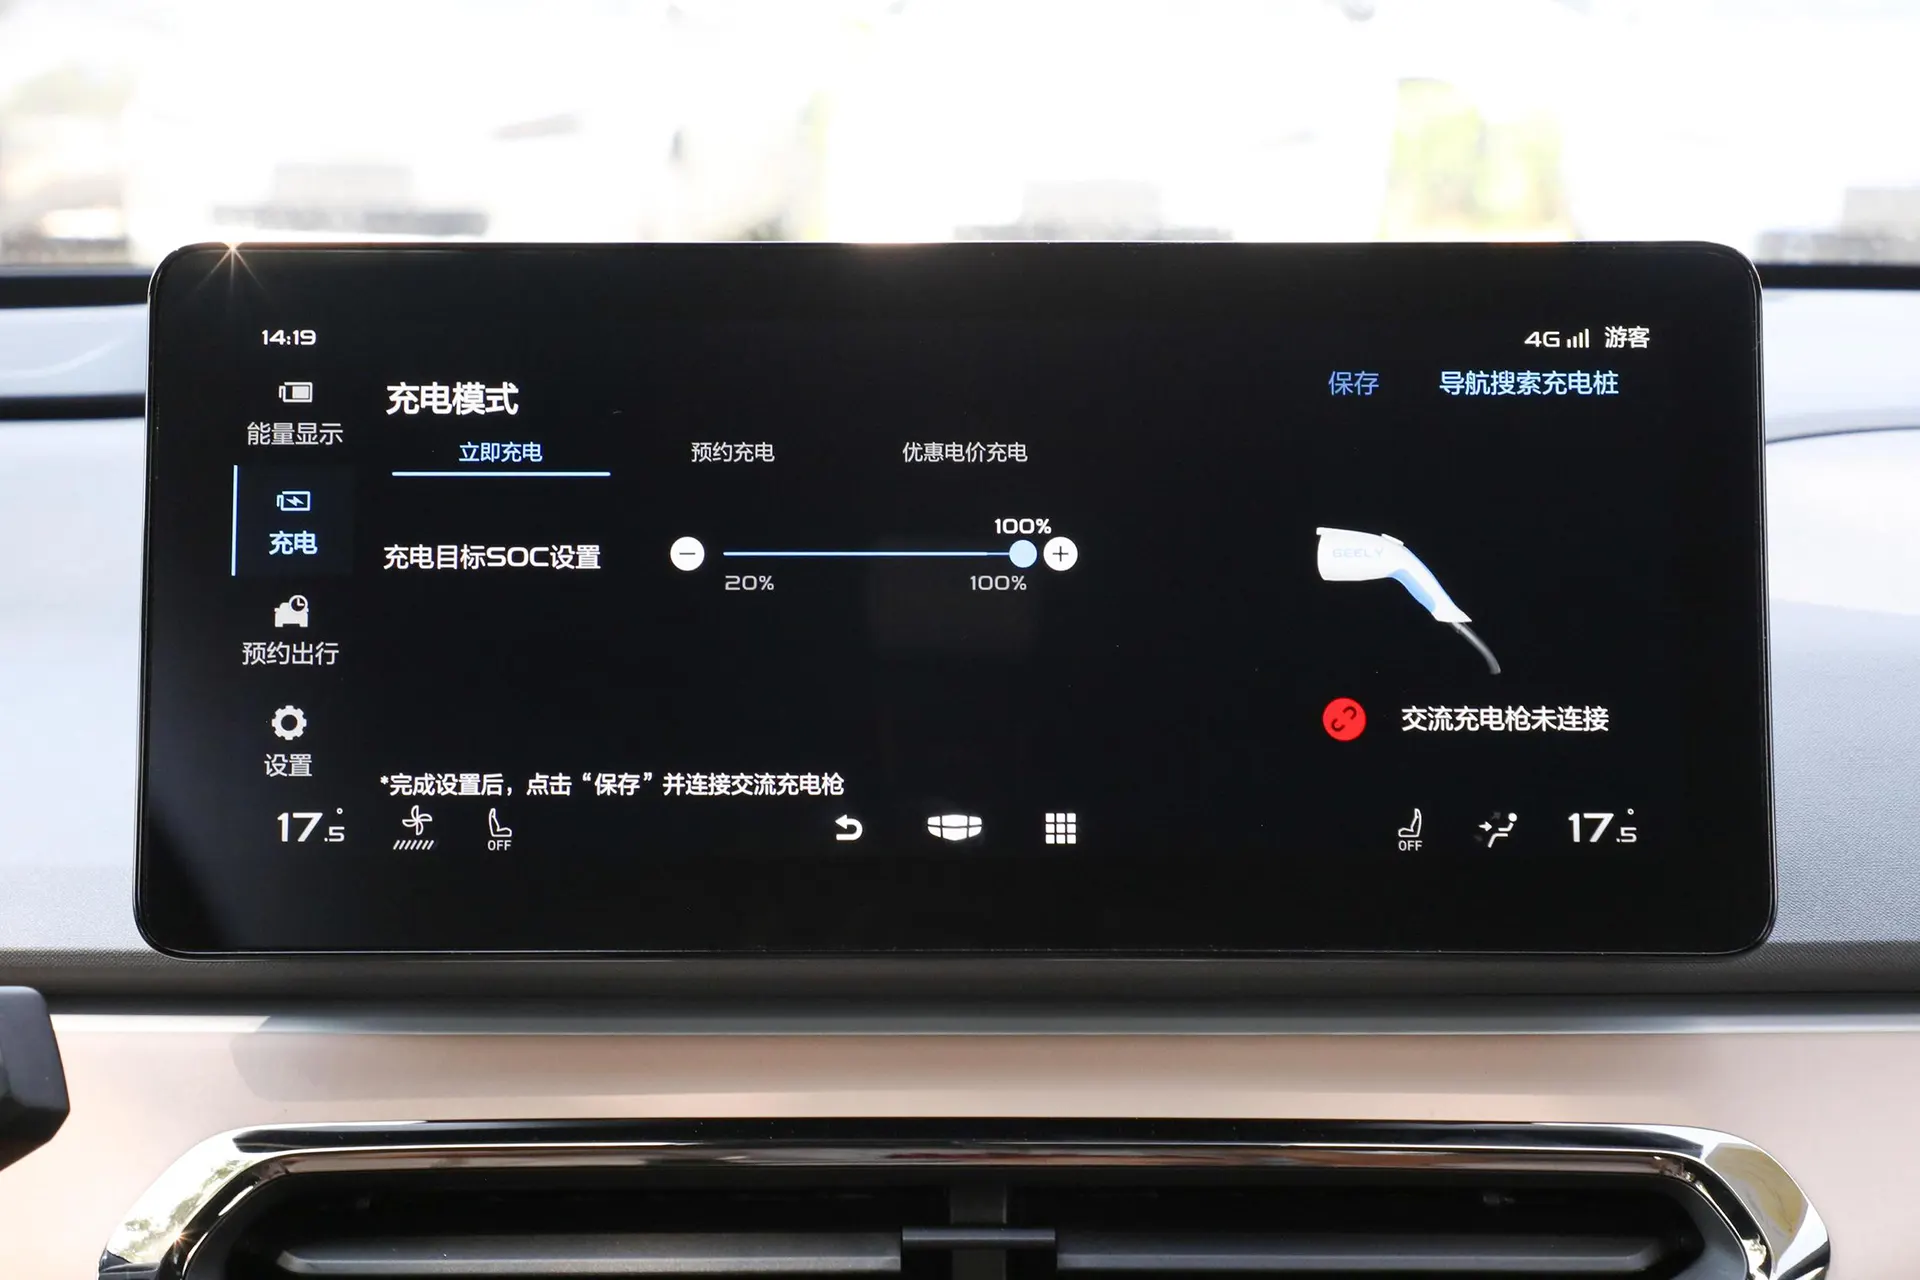 14:19
4G 游客
能量显示
充电
预约出行
设置
充电模式
保存 导航搜索充电桩
立即充电 预约充电 优惠电价充电
100%
充电目标SOC设置
20% 100%
GEELY
交流充电枪未连接
*完成设置后，点击“保存”并连接交流充电枪
17.5° OFF OFF 17.5°